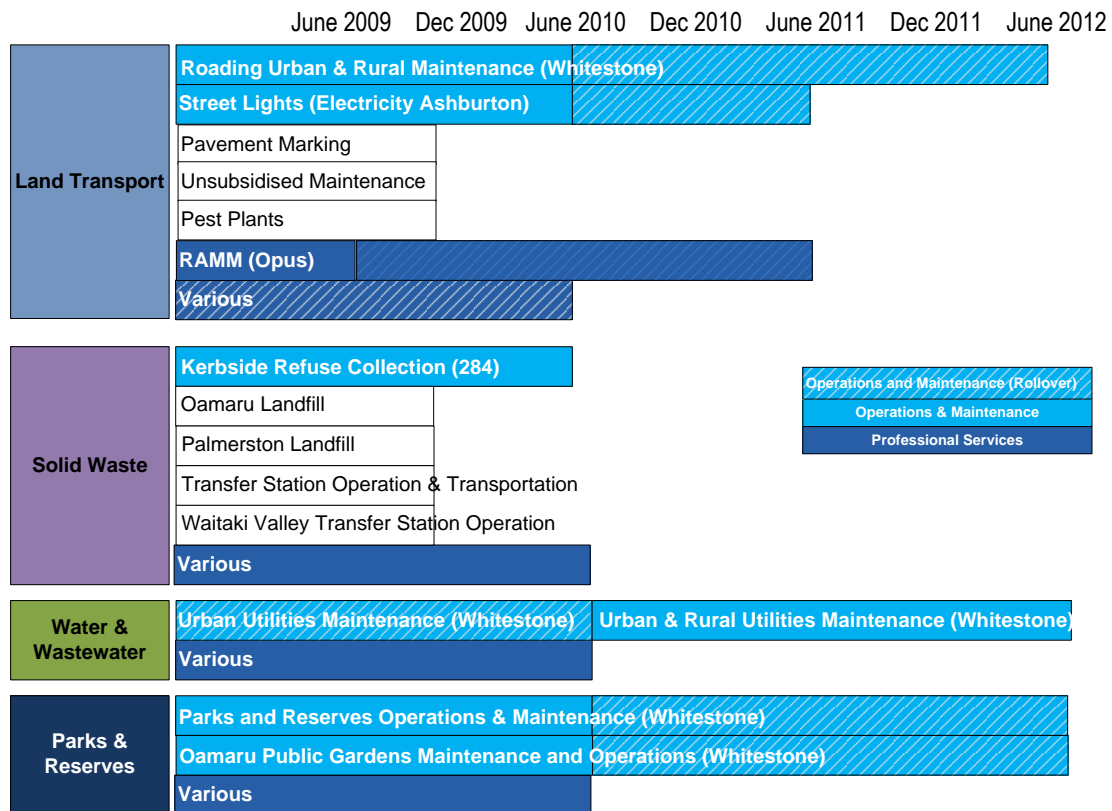 June 2009 Dec 2009 June 2010 Dec 2010 June 2011 Dec 2011 June 2012
Land Transport
Roading Urban & Rural Maintenance (Whitestone)
Street Lights (Electricity Ashburton)
Pavement Marking
Unsubsidised Maintenance
Pest Plants
RAMM (Opus)
Various
Solid Waste
Kerbside Refuse Collection (284)
Oamaru Landfill
Palmerston Landfill
Transfer Station Operation & Transportation
Waitaki Valley Transfer Station Operation
Various
Operations and Maintenance (Rollover)
Operations & Maintenance
Professional Services
Water &
Wastewater
Urban Utilities Maintenance (Whitestone) Urban & Rural Utilities Maintenance (Whitestone)
Various
Parks &
Reserves
Parks and Reserves Operations & Maintenance (Whitestone)
Oamaru Public Gardens Maintenance and Operations (Whitestone)
Various